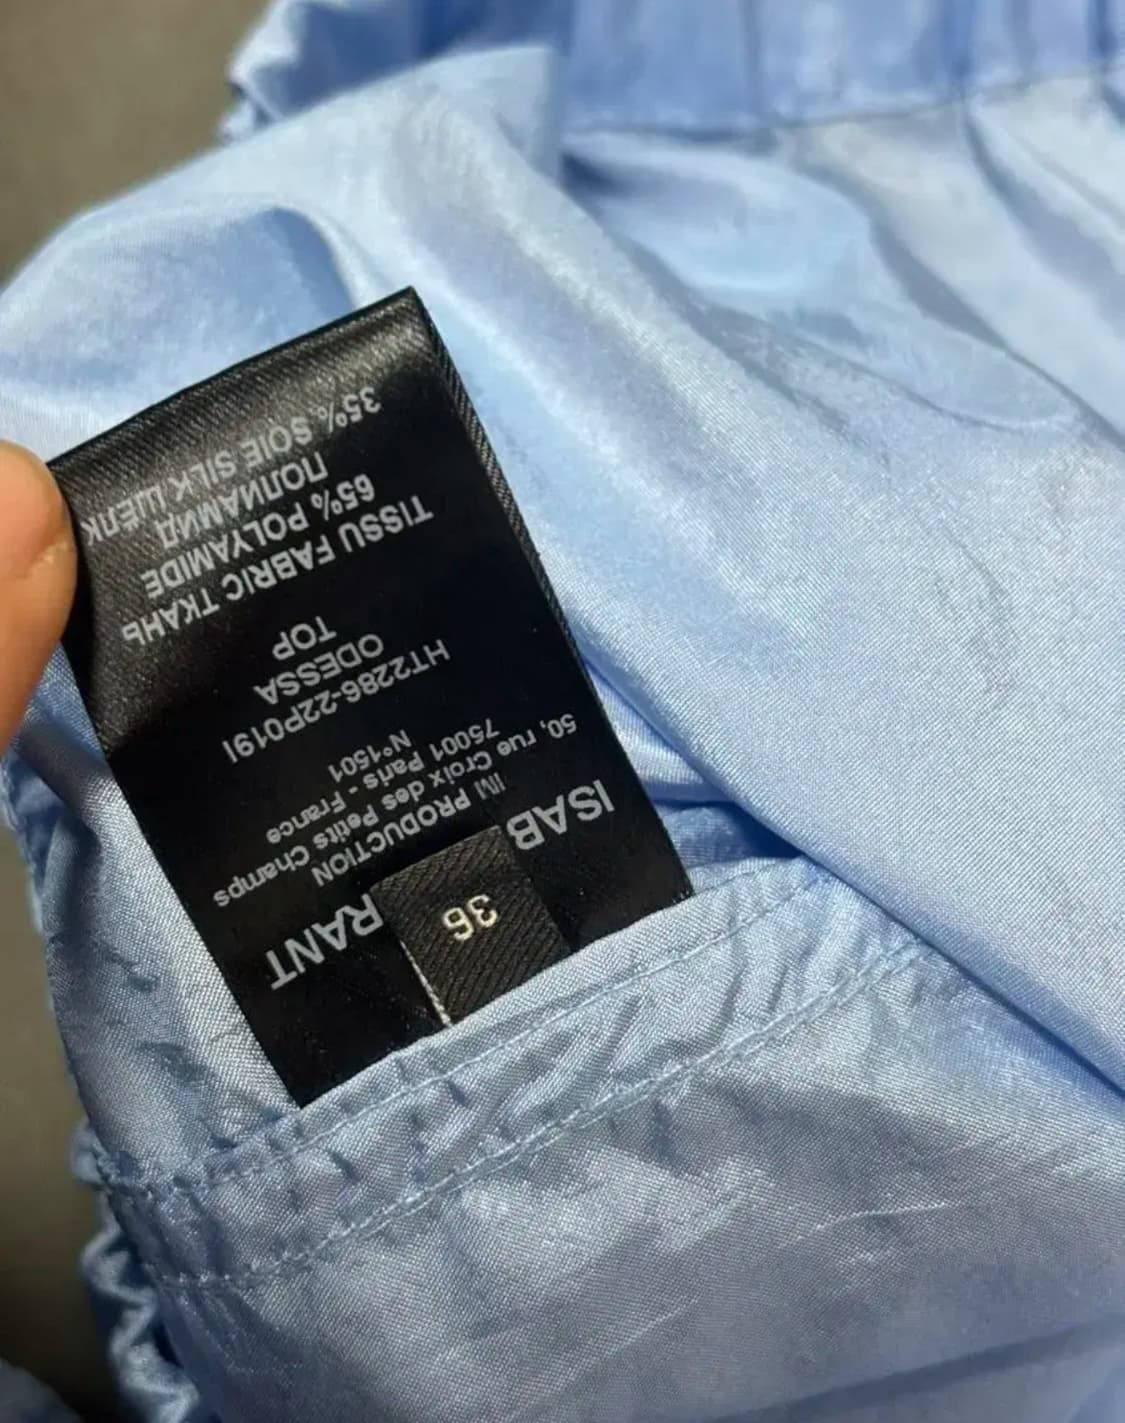 36
ISAB RANT
IM PRODUCTION
50, rue Croix des Petits Champs
75001 Paris - France
N°1501
HT2286-22P019I
ODESSA
TOP
TISSU FABRIC ТКАНЬ
65% POLYAMIDE
ПОЛИАМИД
35% SOIE SILK ШЁЛК